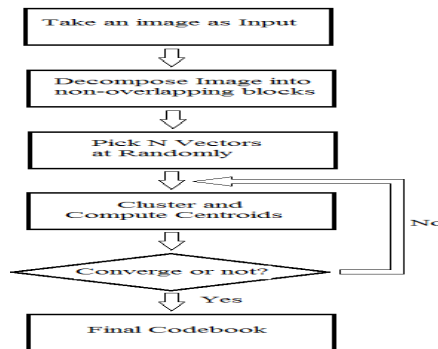 Take an image as Input
Decompose Image into
non-overlapping blocks
Pick N Vectors
at Randomly
Cluster and
Compute Centroids
No
Converge or not?
Yes
Final Codebook